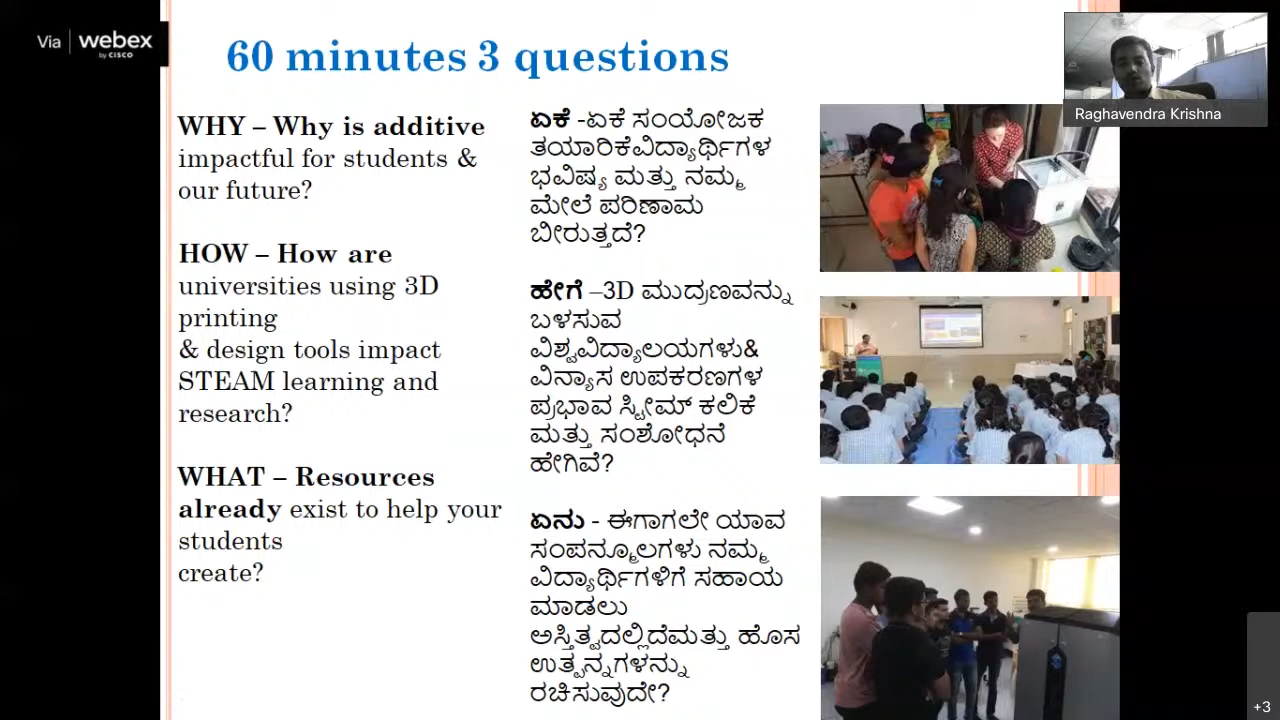 Via | webex
by CISCO
60 minutes 3 questions
Raghavendra Krishna
WHY – Why is additive
impactful for students &
our future?
HOW – How are
universities using 3D
printing
& design tools impact
STEAM learning and
research?
WHAT – Resources
already exist to help your
students
create?
ಏಕೆ -ಏಕೆ ಸಂಯೋಜಕ
ತಯಾರಿಕೆವಿದ್ಯಾರ್ಥಿಗಳ
ಭವಿಷ್ಯ ಮತ್ತು ನಮ್ಮ
ಮೇಲೆ ಪರಿಣಾಮ
ಬೀರುತ್ತದೆ?
ಹೇಗೆ –3D ಮುದ್ರಣವನ್ನು
ಬಳಸುವ
ವಿಶ್ವವಿದ್ಯಾಲಯಗಳು&
ವಿನ್ಯಾಸ ಉಪಕರಣಗಳ
ಪ್ರಭಾವ ಸ್ಟೀಮ್ ಕಲಿಕೆ
ಮತ್ತು ಸಂಶೋಧನೆ
ಹೇಗಿವೆ?
ಏನು - ಈಗಾಗಲೇ ಯಾವ
ಸಂಪನ್ಮೂಲಗಳು ನಮ್ಮ
ವಿದ್ಯಾರ್ಥಿಗಳಿಗೆ ಸಹಾಯ
ಮಾಡಲು
ಅಸ್ತಿತ್ವದಲ್ಲಿದೆಮತ್ತು ಹೊಸ
ಉತ್ಪನ್ನಗಳನ್ನು
ರಚಿಸುವುದೇ?
+3